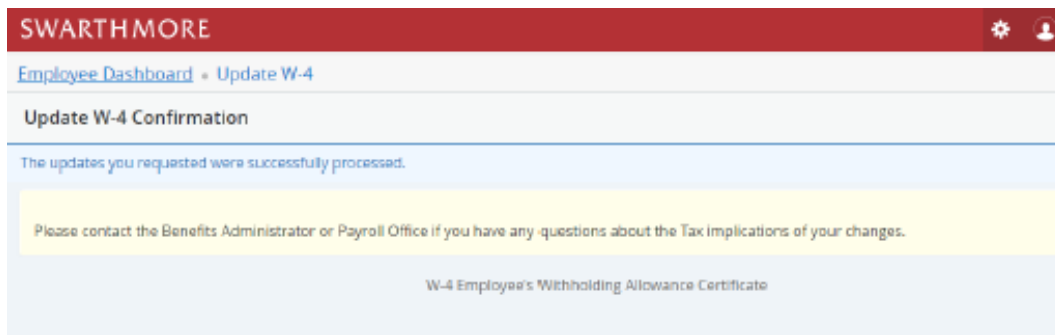 SWARTHMORE
Employee Dashboard • Update W-4
Update W-4 Confirmation
The updates you requested were successfully processed.
Please contact the Benefits Administrator or Payroll Office if you have any questions about the Tax implications of your changes.
W-4 Employee's Withholding Allowance Certificate